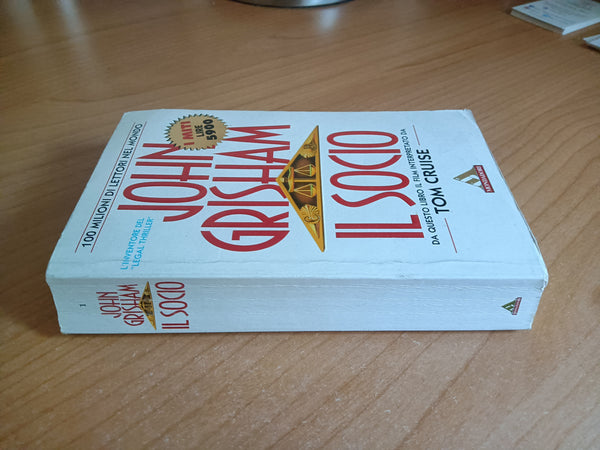 100 MILIONI DI LETTORI NEL MONDO
JOHN
GRISHAM
I MITI
LIRE
5900
L'INVENTORE DEL
"LEGAL THRILLER"
IL SOCIO
DA QUESTO LIBRO IL FILM INTERPRETATO DA
TOM CRUISE
1
JOHN
GRISHAM
IL SOCIO